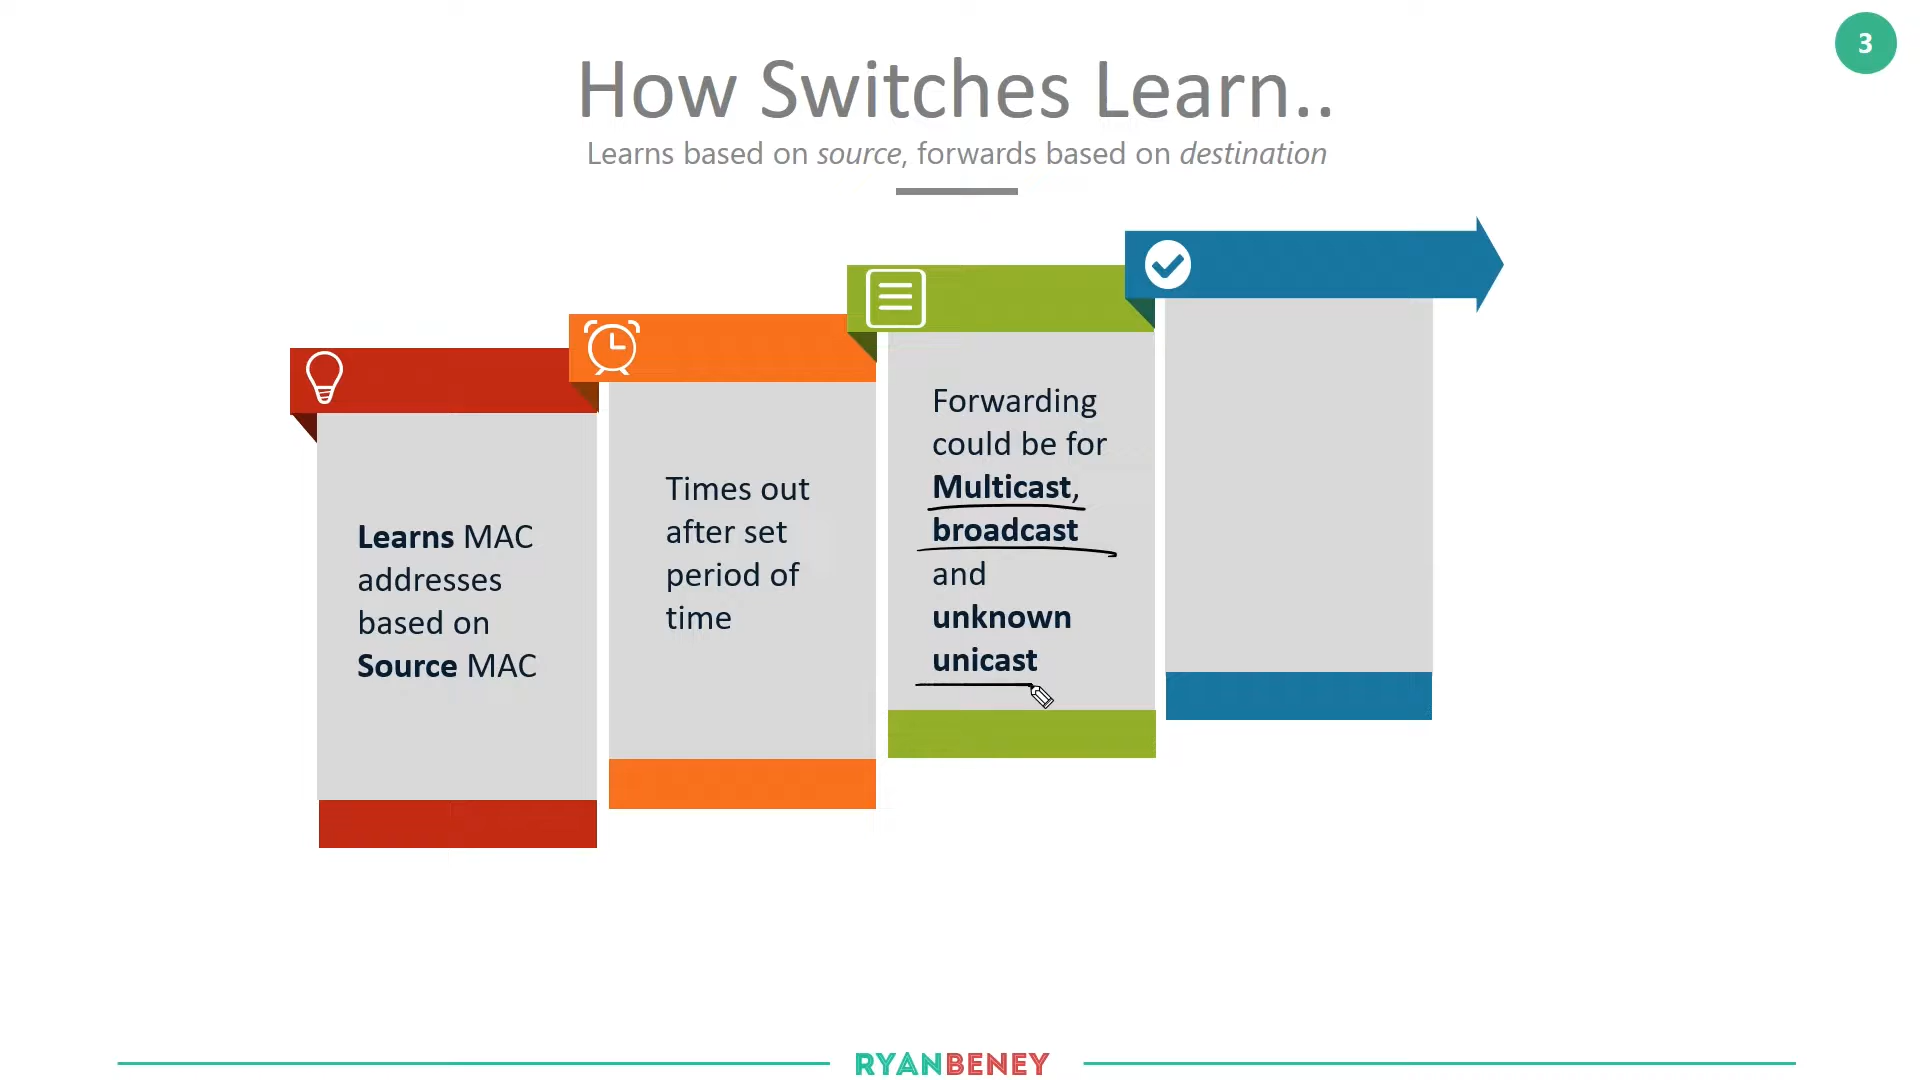 3
How Switches Learn..
Learns based on source, forwards based on destination
Learns MAC
addresses
based on
Source MAC
Times out
after set
period of
time
Forwarding
could be for
Multicast,
broadcast
and
unknown
unicast
RYANBENEY